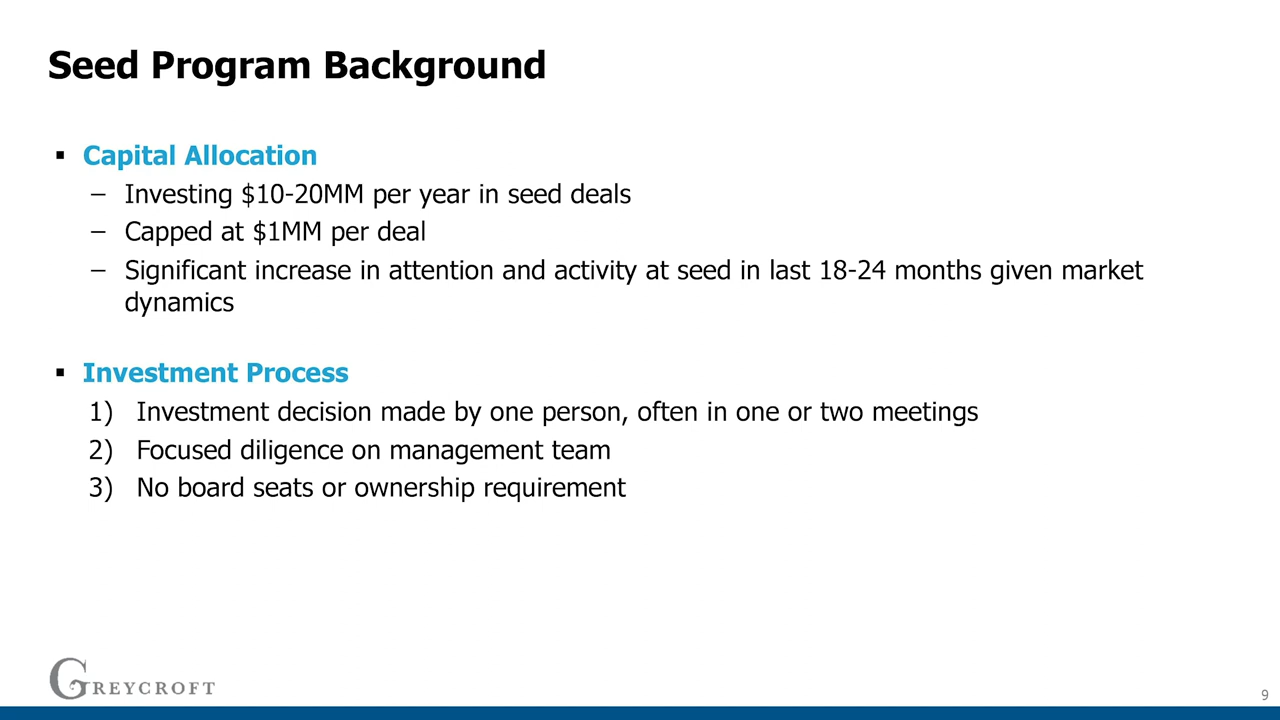 Seed Program Background
▪ Capital Allocation
– Investing $10-20MM per year in seed deals
– Capped at $1MM per deal
– Significant increase in attention and activity at seed in last 18-24 months given market
dynamics
▪ Investment Process
1) Investment decision made by one person, often in one or two meetings
2) Focused diligence on management team
3) No board seats or ownership requirement
GREYCROFT
9